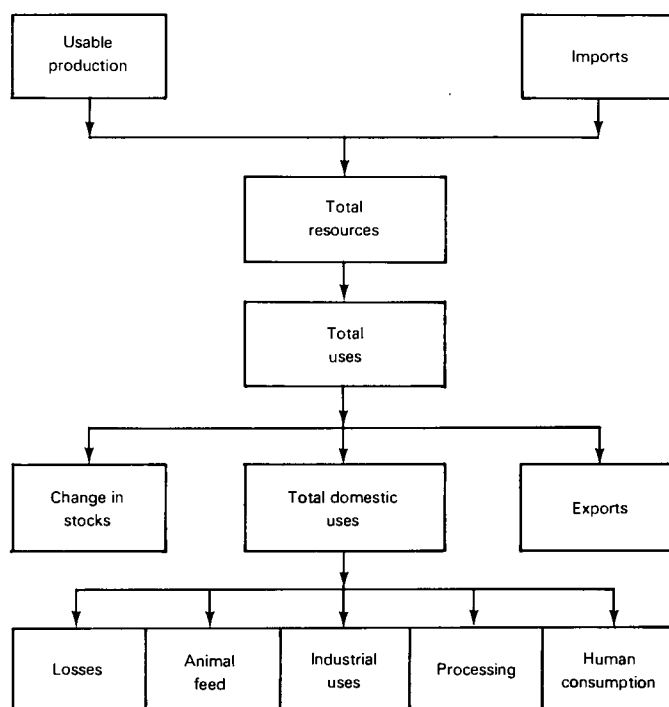 Usable
production
Imports
Total
resources
Total
uses
Change in
stocks
Total domestic
uses
Exports
Losses
Animal
feed
Industrial
uses
Processing
Human
consumption